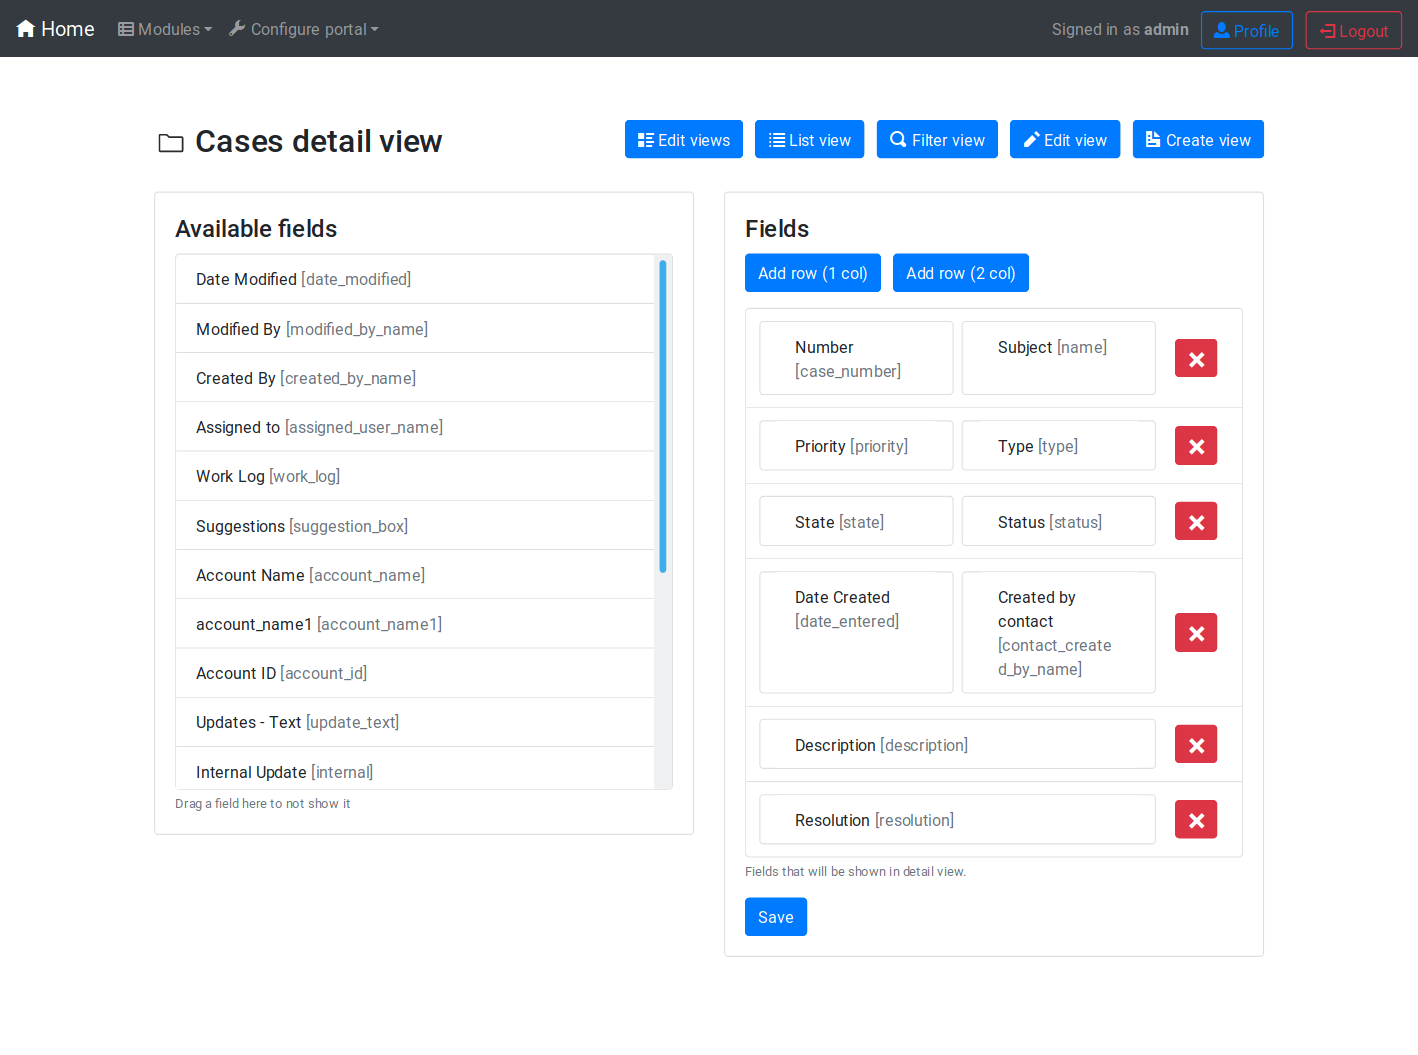 Home Modules Configure portal Signed in as admin Profile Logout
Cases detail view
Edit views List view Filter view Edit view Create view
Available fields
Date Modified [date_modified]
Modified By [modified_by_name]
Created By [created_by_name]
Assigned to [assigned_user_name]
Work Log [work_log]
Suggestions [suggestion_box]
Account Name [account_name]
account_name1 [account_name1]
Account ID [account_id]
Updates - Text [update_text]
Internal Update [internal]
Drag a field here to not show it
Fields
Add row (1 col) Add row (2 col)
Number
[case_number]
Subject [name]
Priority [priority]
Type [type]
State [state]
Status [status]
Date Created
[date_entered]
Created by
contact
[contact_create
d_by_name]
Description [description]
Resolution [resolution]
Fields that will be shown in detail view.
Save